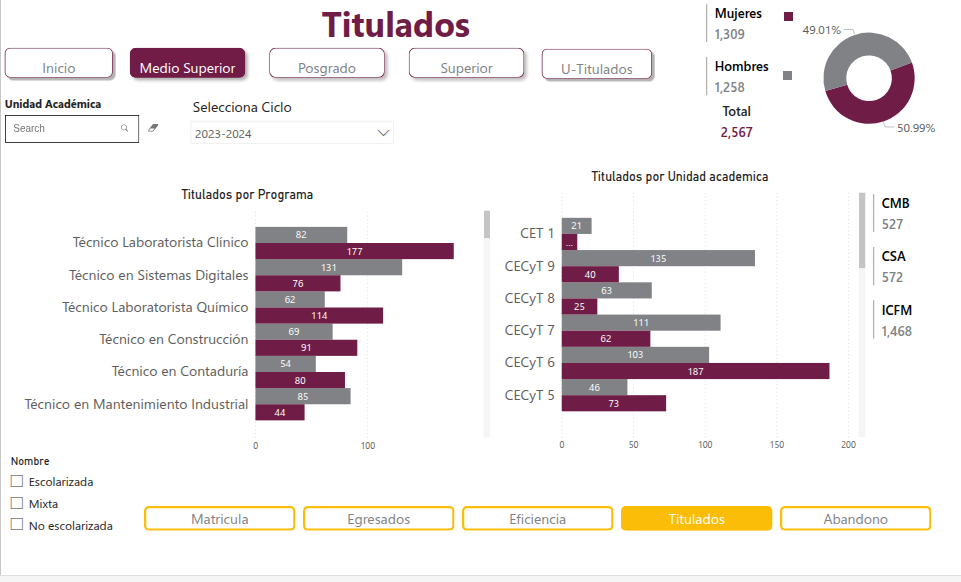 Titulados
Inicio
Medio Superior
Posgrado
Superior
U-Titulados
Mujeres
1,309
Hombres
1,258
Total
2,567
49.01%
50.99%
Unidad Académica
Search
Selecciona Ciclo
2023-2024
Titulados por Programa
Técnico Laboratorista Clínico
82
177
Técnico en Sistemas Digitales
131
76
Técnico Laboratorista Químico
62
114
Técnico en Construcción
69
91
Técnico en Contaduría
54
80
Técnico en Mantenimiento Industrial
85
44
0
100
Titulados por Unidad academica
CET 1
21
...
CECyT 9
135
40
CECyT 8
63
25
CECyT 7
111
62
CECyT 6
103
187
CECyT 5
46
73
0
50
100
150
200
CMB
527
CSA
572
ICFM
1,468
Nombre
Escolarizada
Mixta
No escolarizada
Matricula
Egresados
Eficiencia
Titulados
Abandono